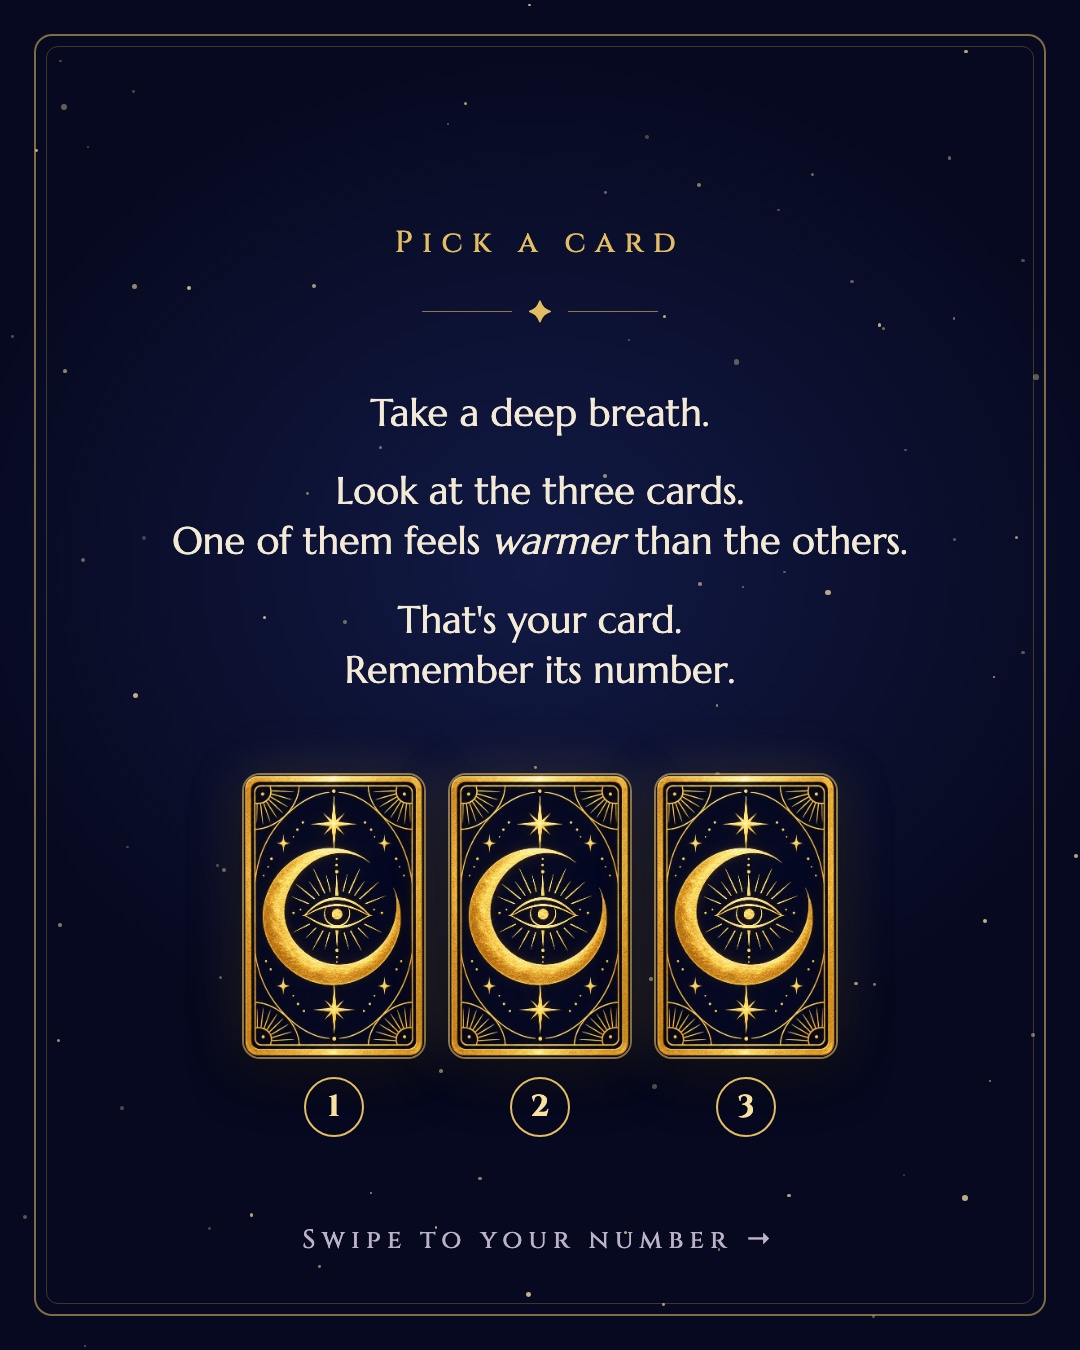 Pick a card
Take a deep breath.
Look at the three cards.
One of them feels warmer than the others.
That's your card.
Remember its number.
1 2 3
Swipe to your number →